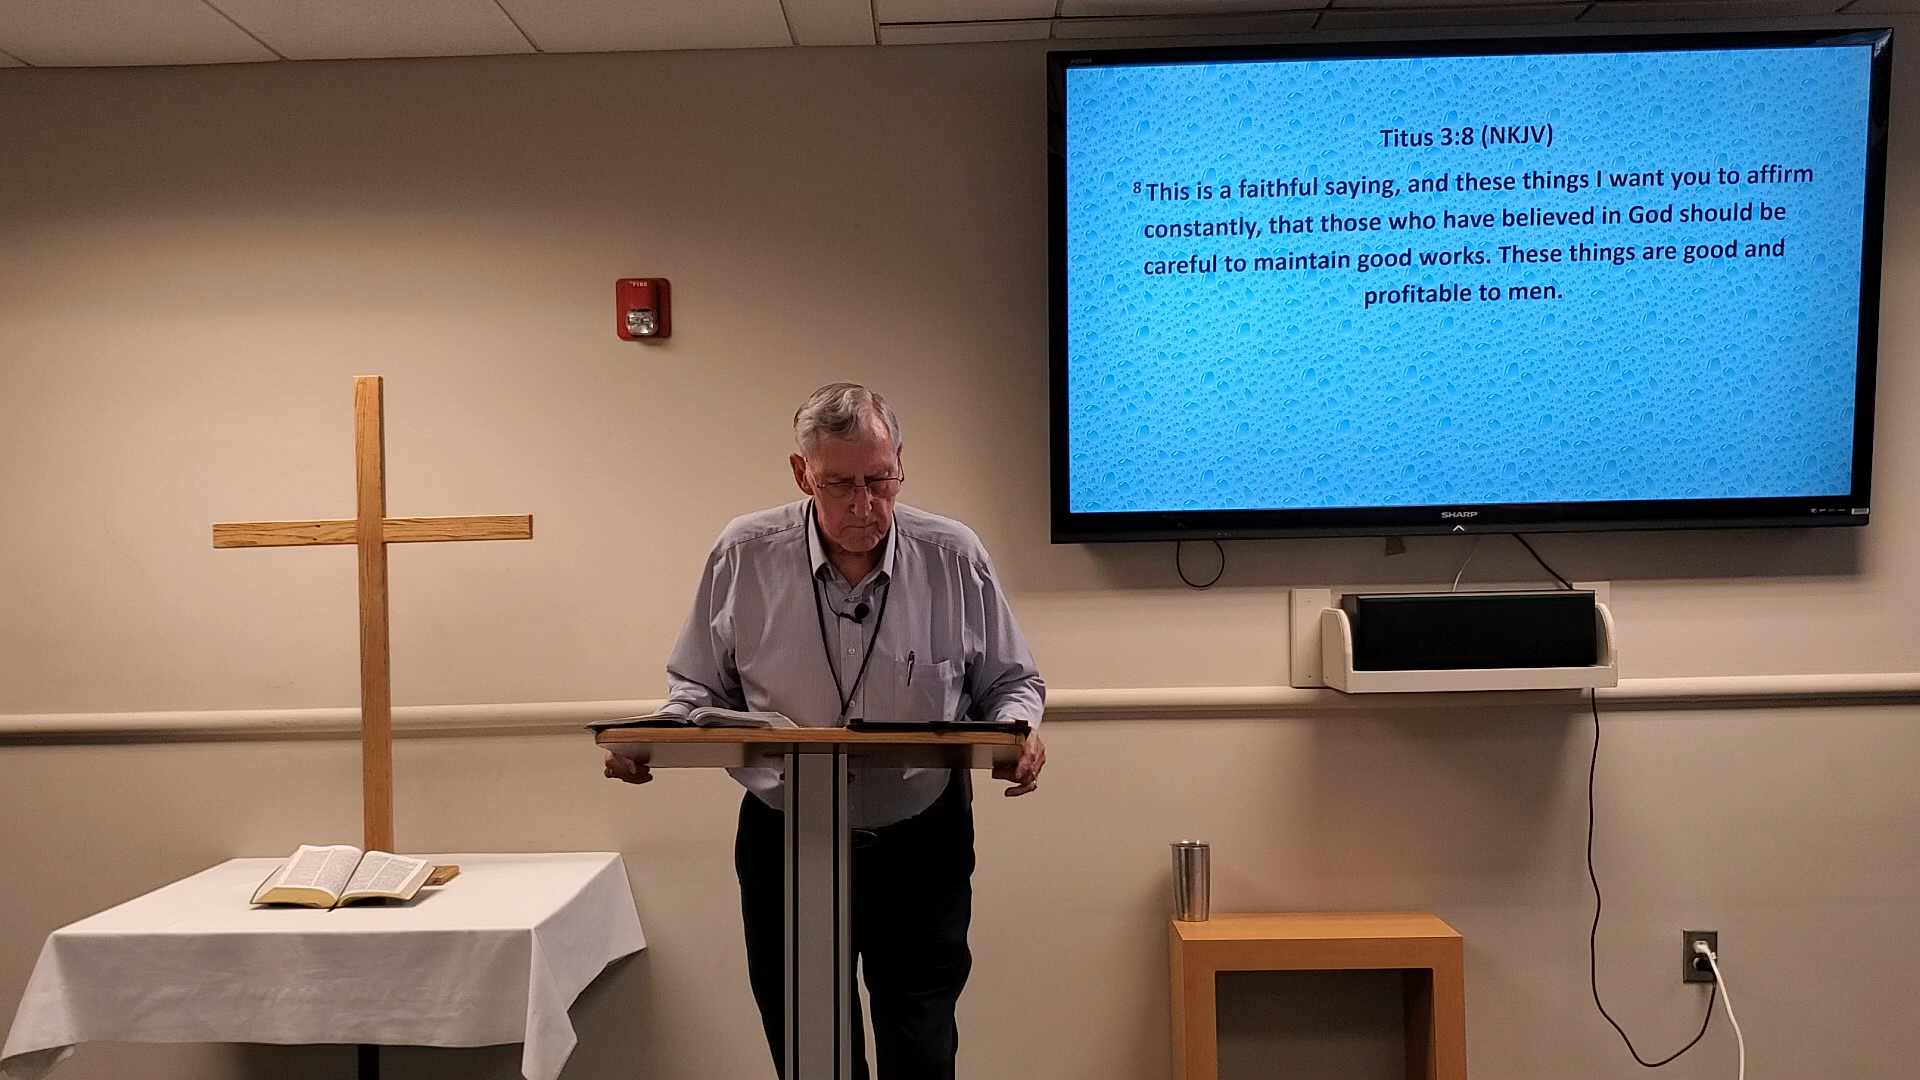 Titus 3:8 (NKJV)
8 This is a faithful saying, and these things I want you to affirm
constantly, that those who have believed in God should be
careful to maintain good works. These things are good and
profitable to men.
SHARP
FIRE